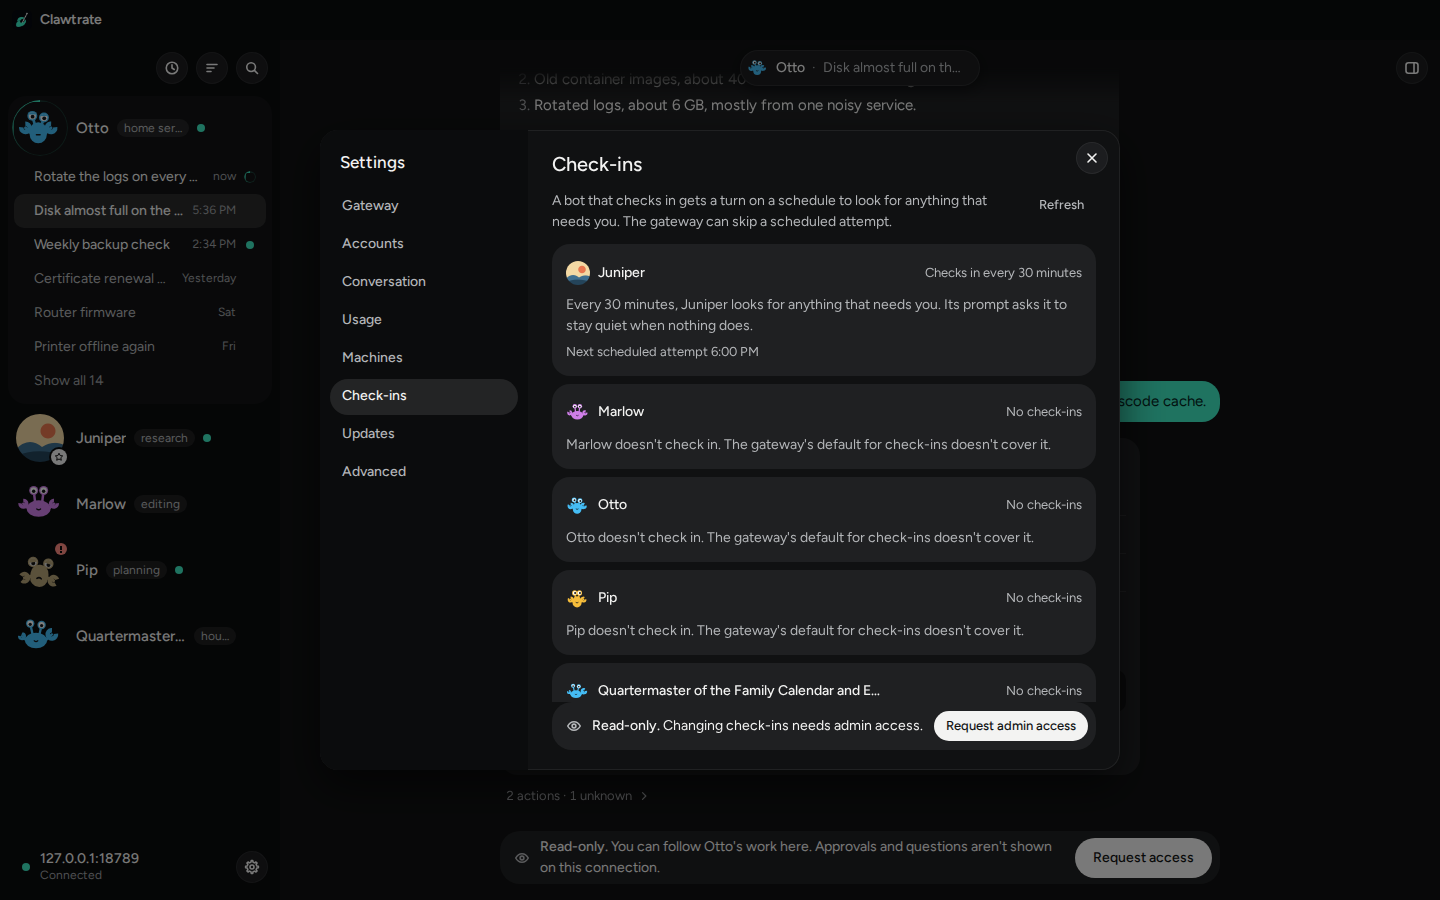 Clawtrate
Otto
home ser...
Rotate the logs on every ...
now
Disk almost full on the ...
5:36 PM
Weekly backup check
2:34 PM
Certificate renewal ...
Yesterday
Router firmware
Sat
Printer offline again
Fri
Show all 14
Juniper
research
Marlow
editing
Pip
planning
Quartermaster...
hou...
127.0.0.1:18789
Connected
Otto · Disk almost full on th...
2. Old container images, about 40
3. Rotated logs, about 6 GB, mostly from one noisy service.
Settings
Gateway
Accounts
Conversation
Usage
Machines
Check-ins
Updates
Advanced
Check-ins
A bot that checks in gets a turn on a schedule to look for anything that
needs you. The gateway can skip a scheduled attempt.
Refresh
Juniper
Checks in every 30 minutes
Every 30 minutes, Juniper looks for anything that needs you. Its prompt asks it to
stay quiet when nothing does.
Next scheduled attempt 6:00 PM
Marlow
No check-ins
Marlow doesn't check in. The gateway's default for check-ins doesn't cover it.
Otto
No check-ins
Otto doesn't check in. The gateway's default for check-ins doesn't cover it.
Pip
No check-ins
Pip doesn't check in. The gateway's default for check-ins doesn't cover it.
Quartermaster of the Family Calendar and E...
No check-ins
Read-only. Changing check-ins needs admin access.
Request admin access
scode cache.
2 actions · 1 unknown
Read-only. You can follow Otto's work here. Approvals and questions aren't shown
on this connection.
Request access